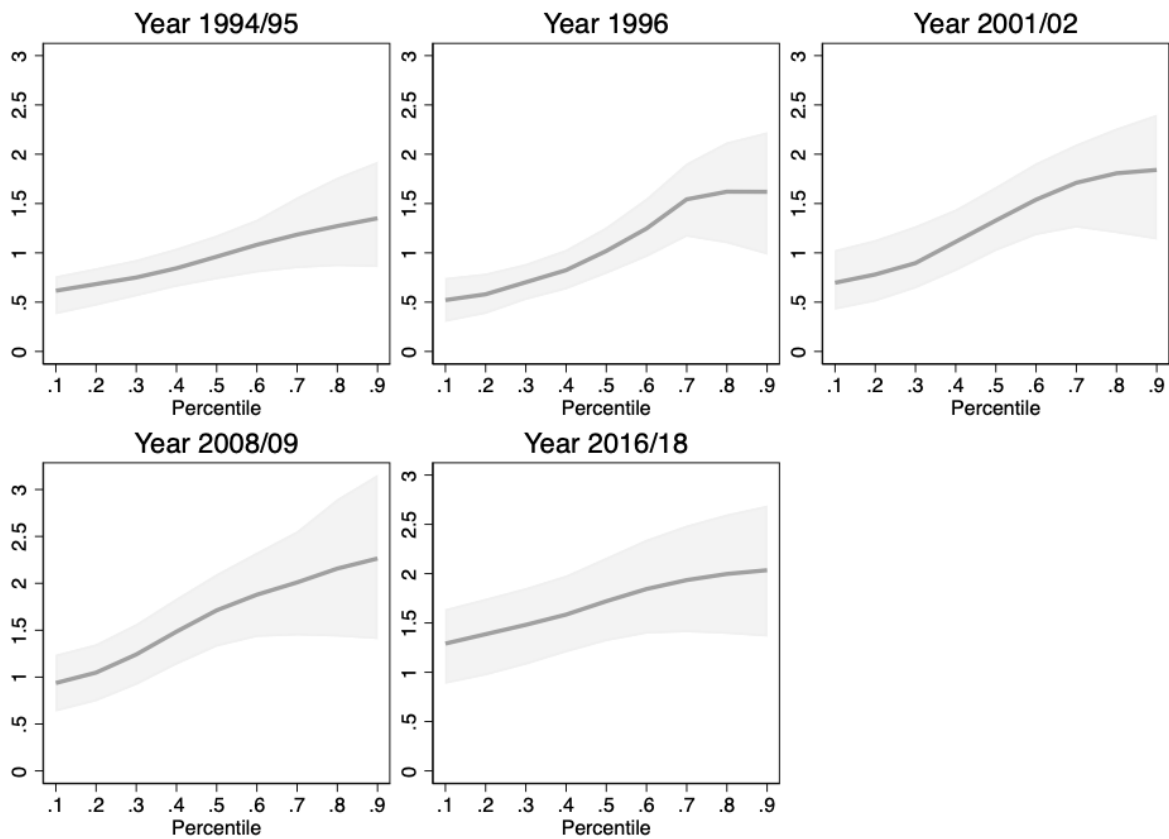 Year 1994/95
3
2.5
2
1.5
1
.5
0
.1 .2 .3 .4 .5 .6 .7 .8 .9
Percentile
Year 1996
3
2.5
2
1.5
1
.5
0
.1 .2 .3 .4 .5 .6 .7 .8 .9
Percentile
Year 2001/02
3
2.5
2
1.5
1
.5
0
.1 .2 .3 .4 .5 .6 .7 .8 .9
Percentile
Year 2008/09
3
2.5
2
1.5
1
.5
0
.1 .2 .3 .4 .5 .6 .7 .8 .9
Percentile
Year 2016/18
3
2.5
2
1.5
1
.5
0
.1 .2 .3 .4 .5 .6 .7 .8 .9
Percentile